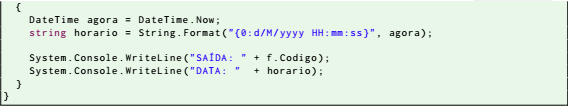 {
DateTime agora = DateTime.Now;
string horario = String.Format("{0:d/M/yyyy HH:mm:ss}", agora);
System.Console.WriteLine("SAÍDA: " + f.Codigo);
System.Console.WriteLine("DATA: " + horario);
}
}